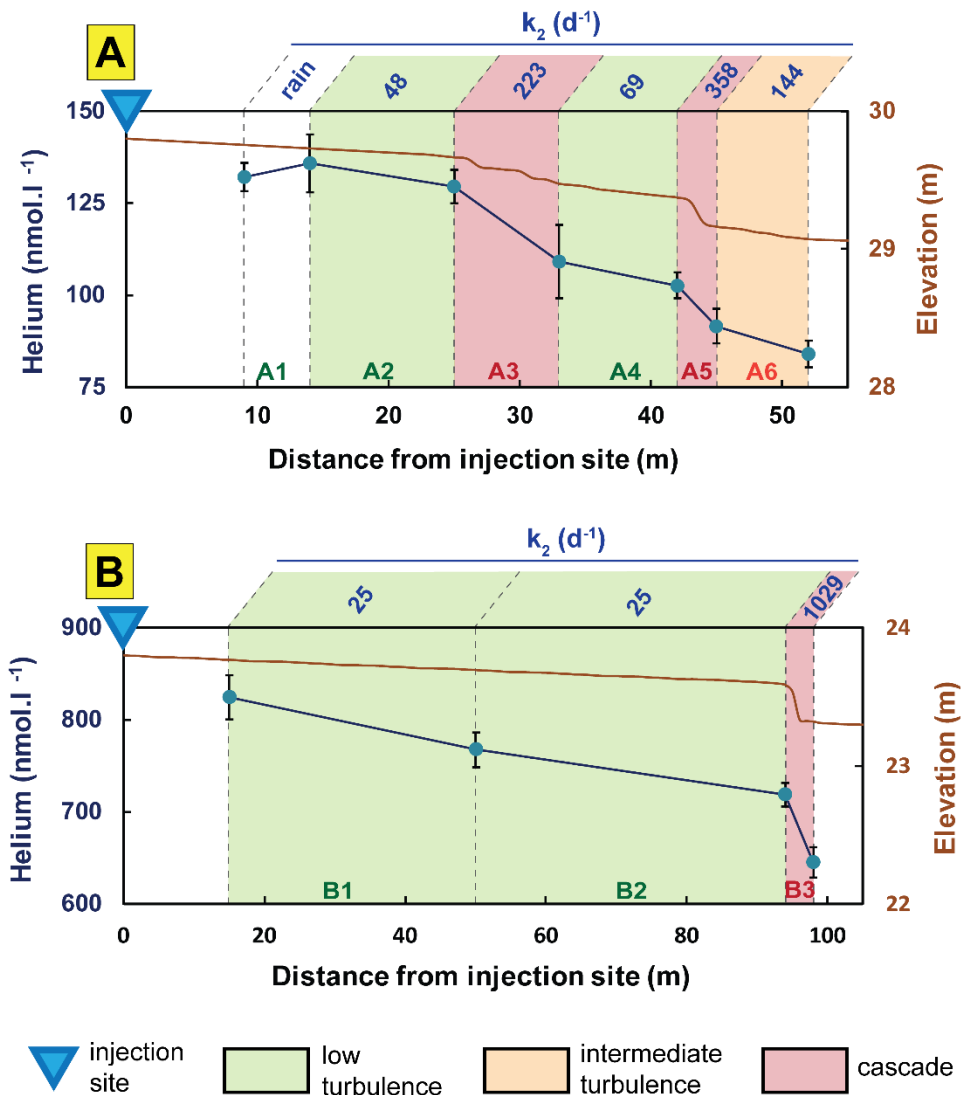 k₂ (d⁻¹)
A
rain 48 223 69 358 144
150 30
125
29
100
75 28
Helium (nmol.l ⁻¹)
Elevation (m)
A1 A2 A3 A4 A5 A6
0 10 20 30 40 50
Distance from injection site (m)
k₂ (d⁻¹)
B
25 25 1029
900 24
800
23
700
600 22
Helium (nmol.l ⁻¹)
Elevation (m)
B1 B2 B3
0 20 40 60 80 100
Distance from injection site (m)
injection
site
low
turbulence
intermediate
turbulence
cascade